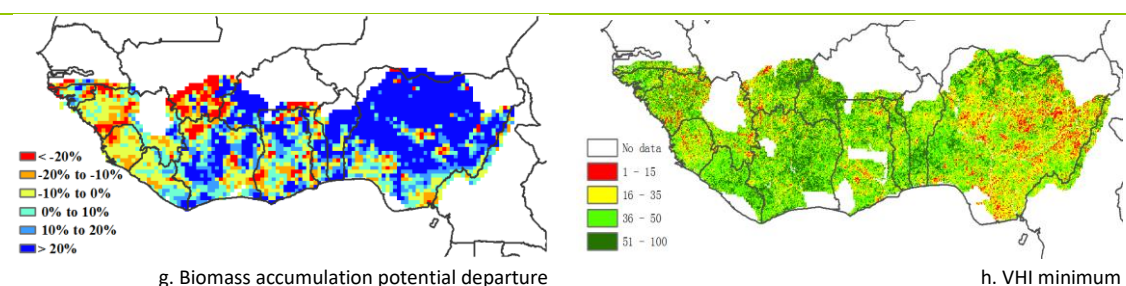 < -20%
-20% to -10%
-10% to 0%
0% to 10%
10% to 20%
> 20%
g. Biomass accumulation potential departure
No data
1 - 15
16 - 35
36 - 50
51 - 100
h. VHI minimum